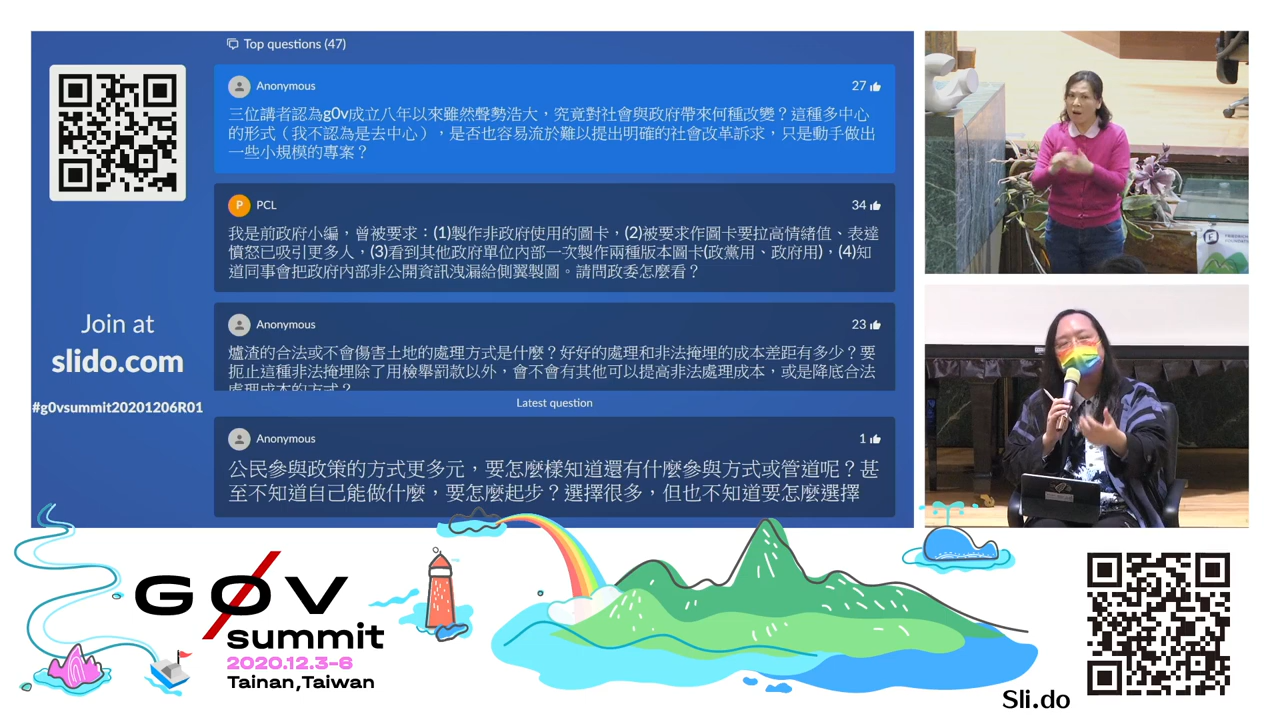 Top questions (47)
Anonymous
27
三位講者認為g0v成立八年以來雖然聲勢浩大，究竟對社會與政府帶來何種改變？這種多中心
的形式（我不認為是去中心），是否也容易流於難以提出明確的社會改革訴求，只是動手做出
一些小規模的專案？
P PCL
34
我是前政府小編，曾被要求：(1)製作非政府使用的圖卡，(2)被要求作圖卡要拉高情緒值、表達
憤怒已吸引更多人，(3)看到其他政府單位內部一次製作兩種版本圖卡(政黨用、政府用)，(4)知
道同事會把政府內部非公開資訊洩漏給側翼製圖。請問政委怎麼看？
Anonymous
23
爐渣的合法或不會傷害土地的處理方式是什麼？好好的處理和非法掩埋的成本差距有多少？要
扼止這種非法掩埋除了用檢舉罰款以外，會不會有其他可以提高非法處理成本，或是降底合法
處理成本的方式？
Latest question
Anonymous
1
公民參與政策的方式更多元，要怎麼樣知道還有什麼參與方式或管道呢？甚
至不知道自己能做什麼，要怎麼起步？選擇很多，但也不知道要怎麼選擇
Join at
slido.com
#g0vsummit20201206R01
G0V
summit
2020.12.3-6
Tainan,Taiwan
Sli.do